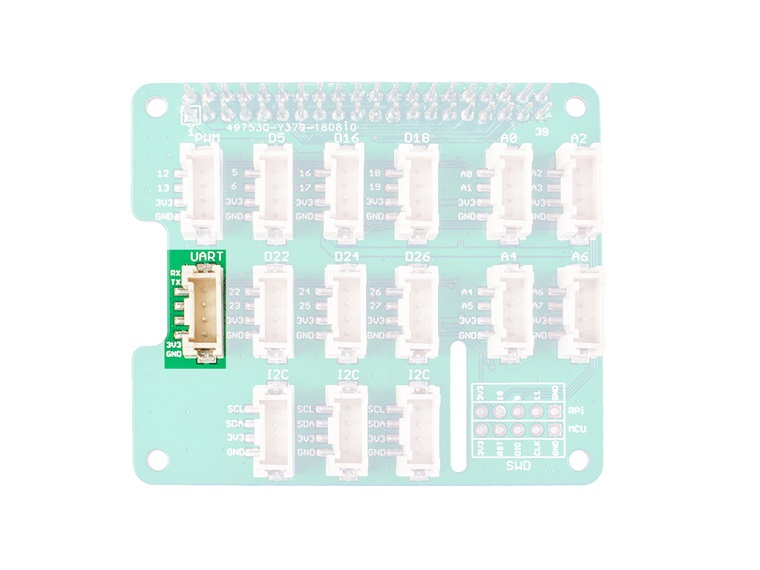 1 49753Q-Y379-180810 39
PWM D5 D16 D18 A0 A2
12 5 16 18 A0 A2
13 6 17 19 A1 A3
3V3 3V3 3V3 3V3 3V3
GND GND GND GND GND GND
UART D22 D24 D26 A4 A6
RX
TX
22 24 26 A4 A6
23 25 27 A5 A7
3V3 3V3 3V3 3V3 3V3 3V3
GND GND GND GND GND GND
I2C I2C I2C
SCL SCL SCL
SDA SDA SDA
3V3 3V3 3V3
GND GND GND
3V3 10 11 GND
RPi
MCU
3V3 RST DIO CLK GND
SWD